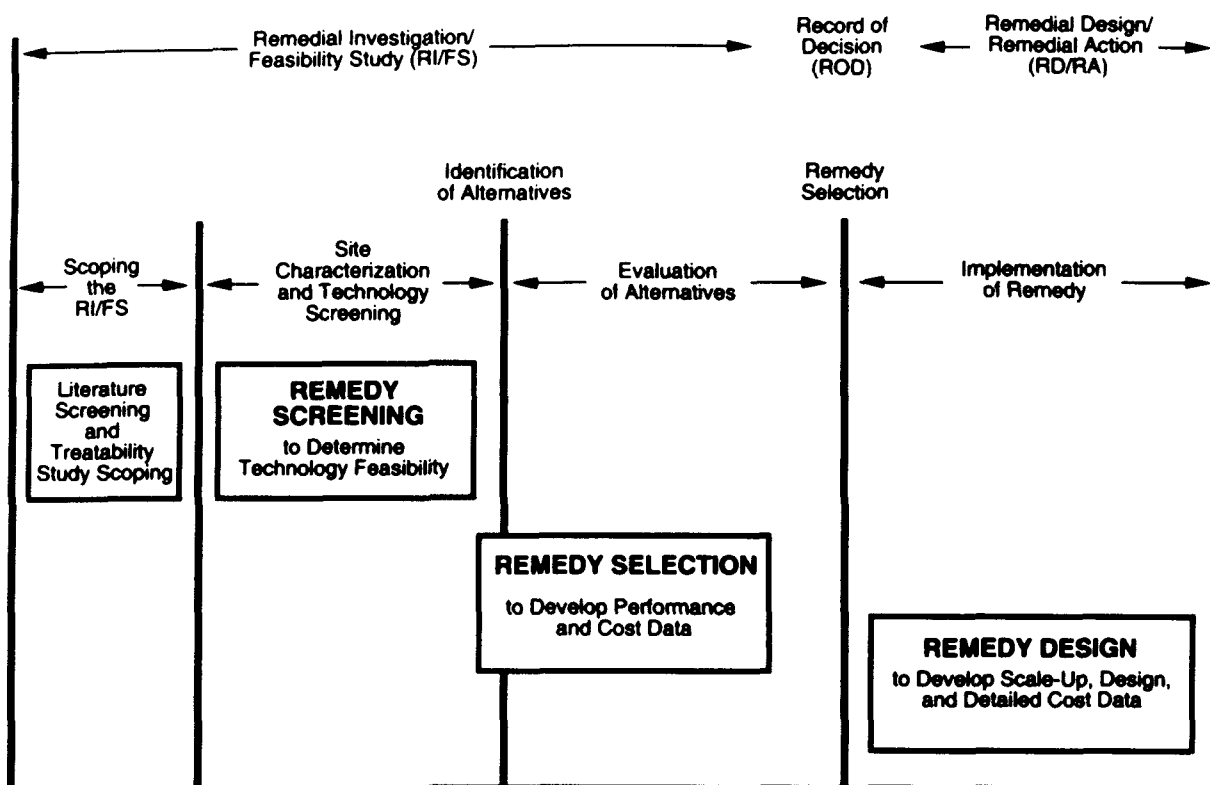 Remedial Investigation/
Feasibility Study (RI/FS)
Record of
Decision
(ROD)
Remedial Design/
Remedial Action
(RD/RA)
Identification
of Alternatives
Remedy
Selection
Scoping
the
RI/FS
Site
Characterization
and Technology
Screening
Evaluation
of Alternatives
Implementation
of Remedy
Literature
Screening
and
Treatability
Study Scoping
REMEDY
SCREENING
to Determine
Technology Feasibility
REMEDY SELECTION
to Develop Performance
and Cost Data
REMEDY DESIGN
to Develop Scale-Up, Design,
and Detailed Cost Data